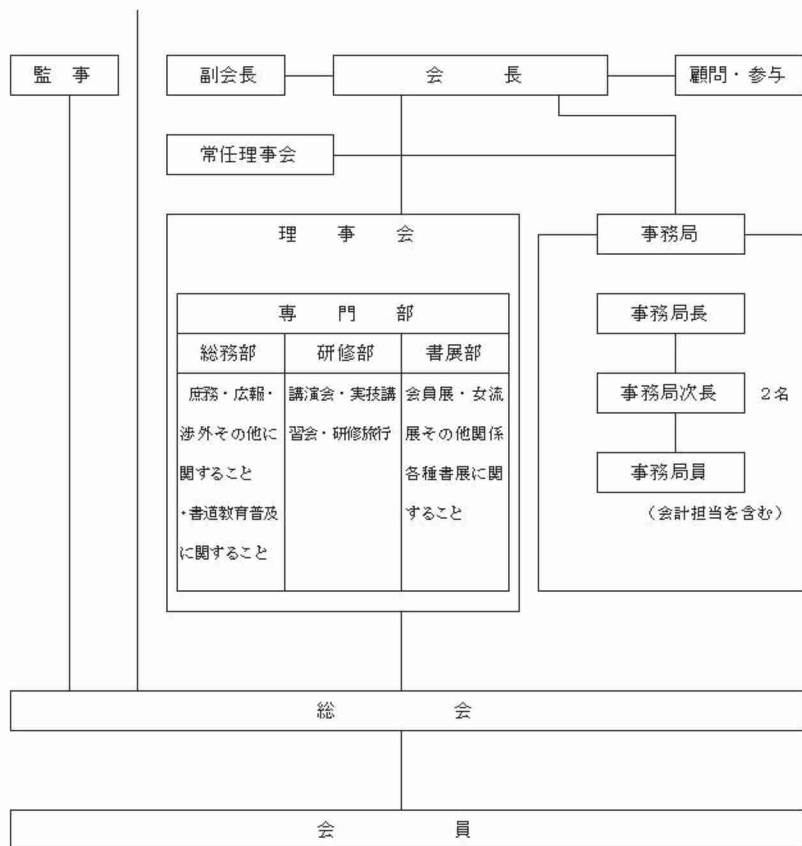 監　事
副会長
会　　長
顧問・参与
常任理事会
理　事　会
専　門　部
総務部
庶務・広報・
渉外その他に
関すること
・書道教育普及
に関すること
研修部
講演会・実技講
習会・研修旅行
書展部
会員展・女流
展その他関係
各種書展に関
すること
事務局
事務局長
事務局次長　２名
事務局員
（会計担当を含む）
総　　　　会
会　　　　員